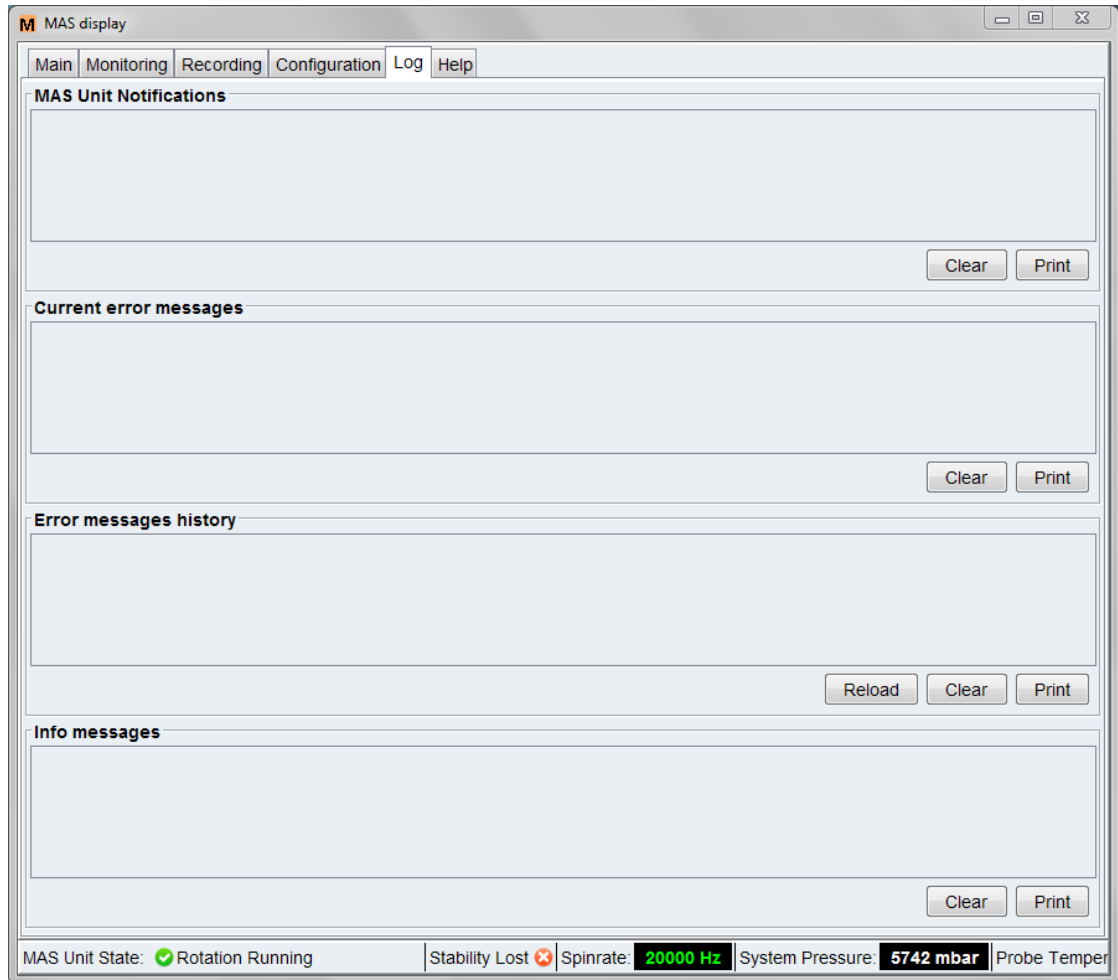 M MAS display
Main Monitoring Recording Configuration Log Help
MAS Unit Notifications
Clear Print
Current error messages
Clear Print
Error messages history
Reload Clear Print
Info messages
Clear Print
MAS Unit State: Rotation Running Stability Lost Spinrate: 20000 Hz System Pressure: 5742 mbar Probe Temper